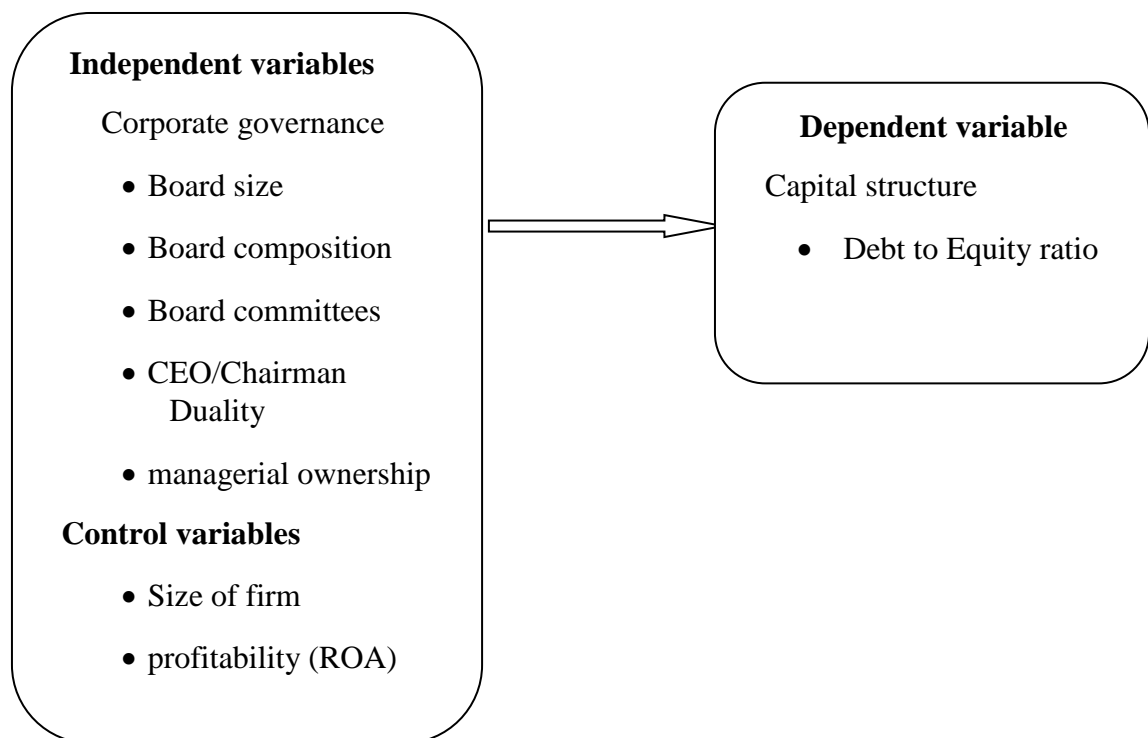 Independent variables
Corporate governance
• Board size
• Board composition
• Board committees
• CEO/Chairman
Duality
• managerial ownership
Control variables
• Size of firm
• profitability (ROA)
Dependent variable
Capital structure
• Debt to Equity ratio